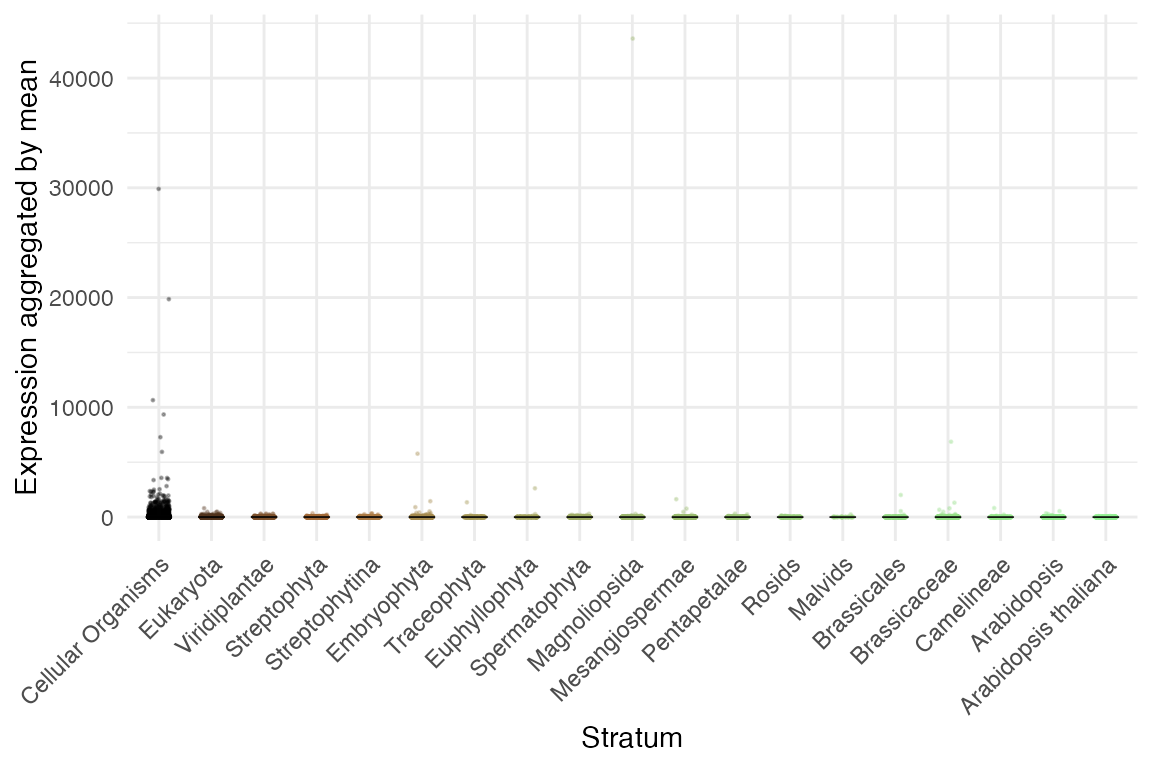 Expresssion aggregated by mean
40000
30000
20000
10000
0
Cellular Organisms
Eukaryota
Viridiplantae
Streptophyta
Streptophytina
Embryophyta
Traceophyta
Euphyllophyta
Spermatophyta
Magnoliopsida
Mesangiospermae
Pentapetalae
Rosids
Malvids
Brassicales
Brassicaceae
Camelineae
Arabidopsis
Arabidopsis thaliana
Stratum